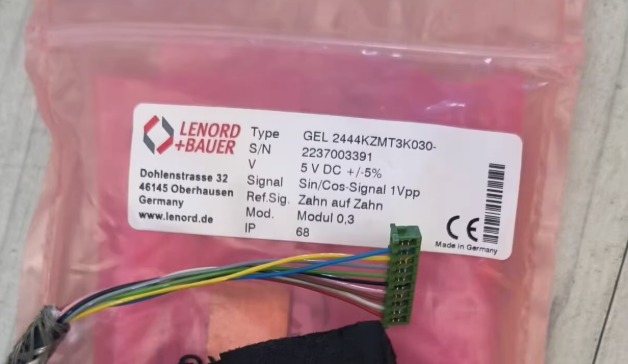 LENORD
+BAUER
Dohlenstrasse 32
46145 Oberhausen
Germany
www.lenord.de
Type GEL 2444KZMT3K030-
S/N 2237003391
V 5 V DC +/-5%
Signal Sin/Cos-Signal 1Vpp
Ref.Sig. Zahn auf Zahn
Mod. Modul 0,3
IP 68
CE
Made in Germany